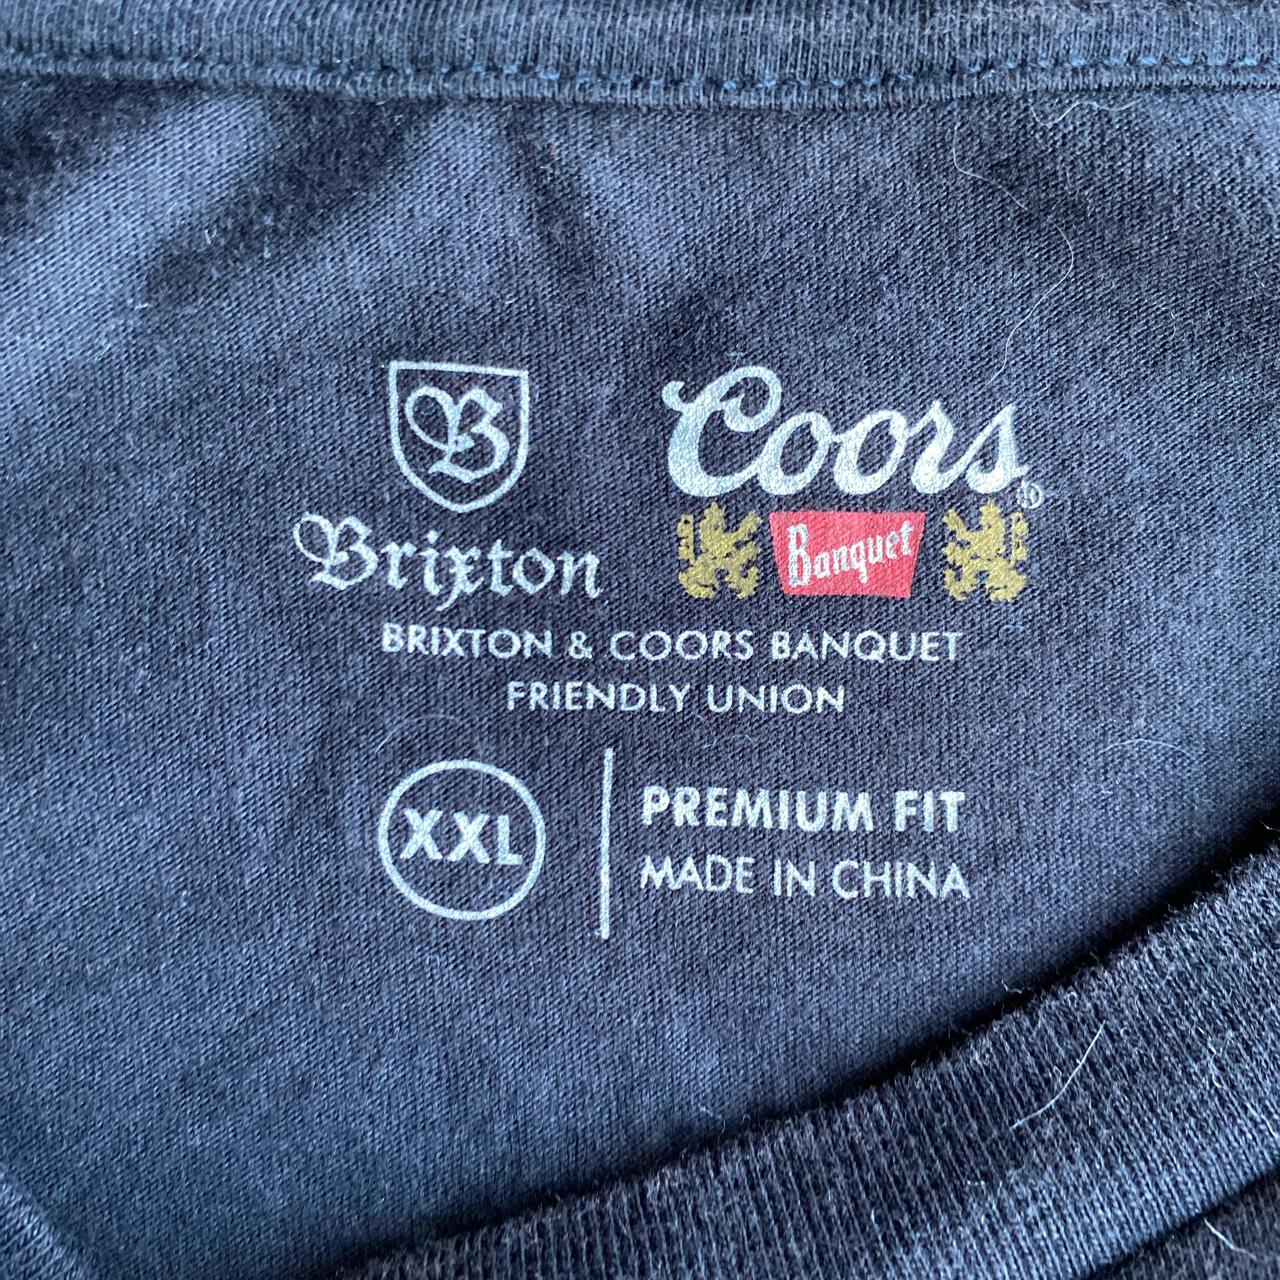 B
Brixton
Coors®
Banquet
BRIXTON & COORS BANQUET
FRIENDLY UNION
XXL
PREMIUM FIT
MADE IN CHINA